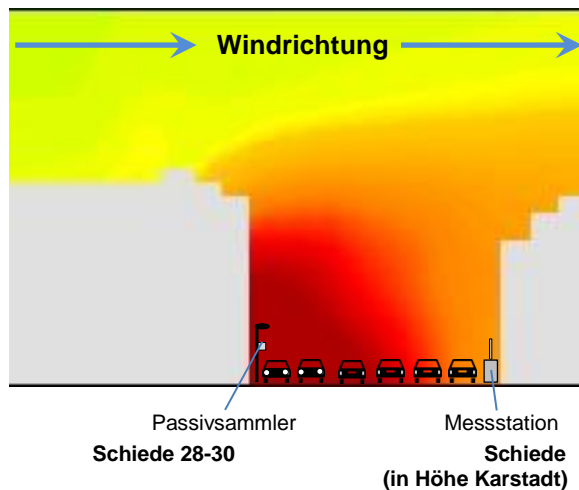 Windrichtung
Passivsammler
Schiede 28-30
Messstation
Schiede
(in Höhe Karstadt)